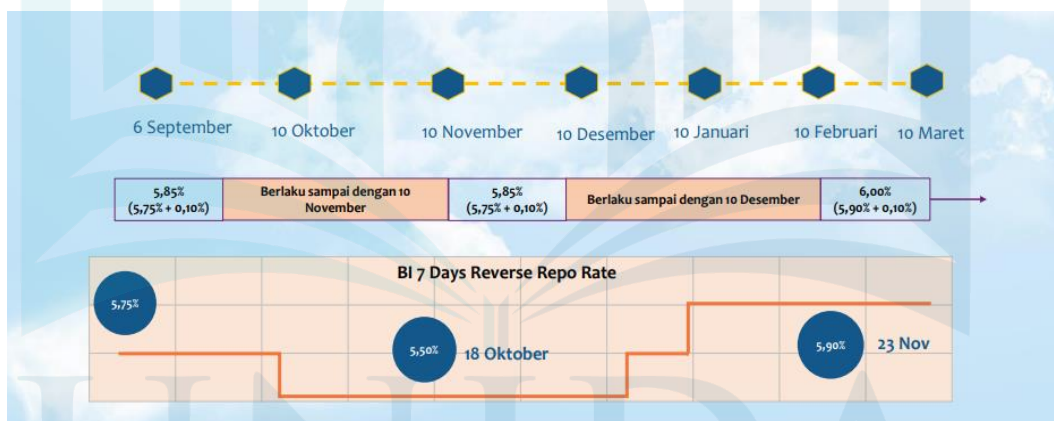 6 September
10 Oktober
10 November
10 Desember
10 Januari
10 Februari
10 Maret
5,85%
(5,75% + 0,10%)
Berlaku sampai dengan 10
November
5,85%
(5,75% + 0,10%)
Berlaku sampai dengan 10 Desember
6,00%
(5,90% + 0,10%)
BI 7 Days Reverse Repo Rate
5,75%
5,50%
18 Oktober
5,90%
23 Nov